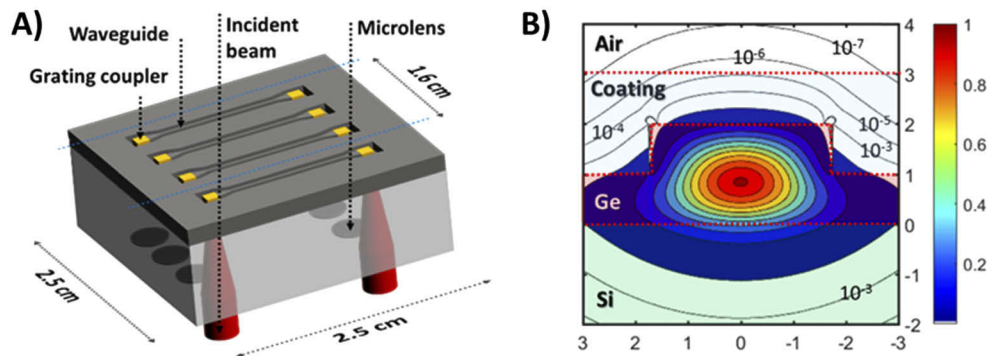 A)
Waveguide
Grating coupler
Incident
beam
Microlens
1.6 cm
2.5 cm
2.5 cm
B)
Air
Coating
Ge
Si
10⁻⁷
10⁻⁶
10⁻⁵
10⁻⁴
10⁻³
10⁻³
4
3
2
1
0
-1
-2
3 2 1 0 -1 -2 -3
1
0.8
0.6
0.4
0.2